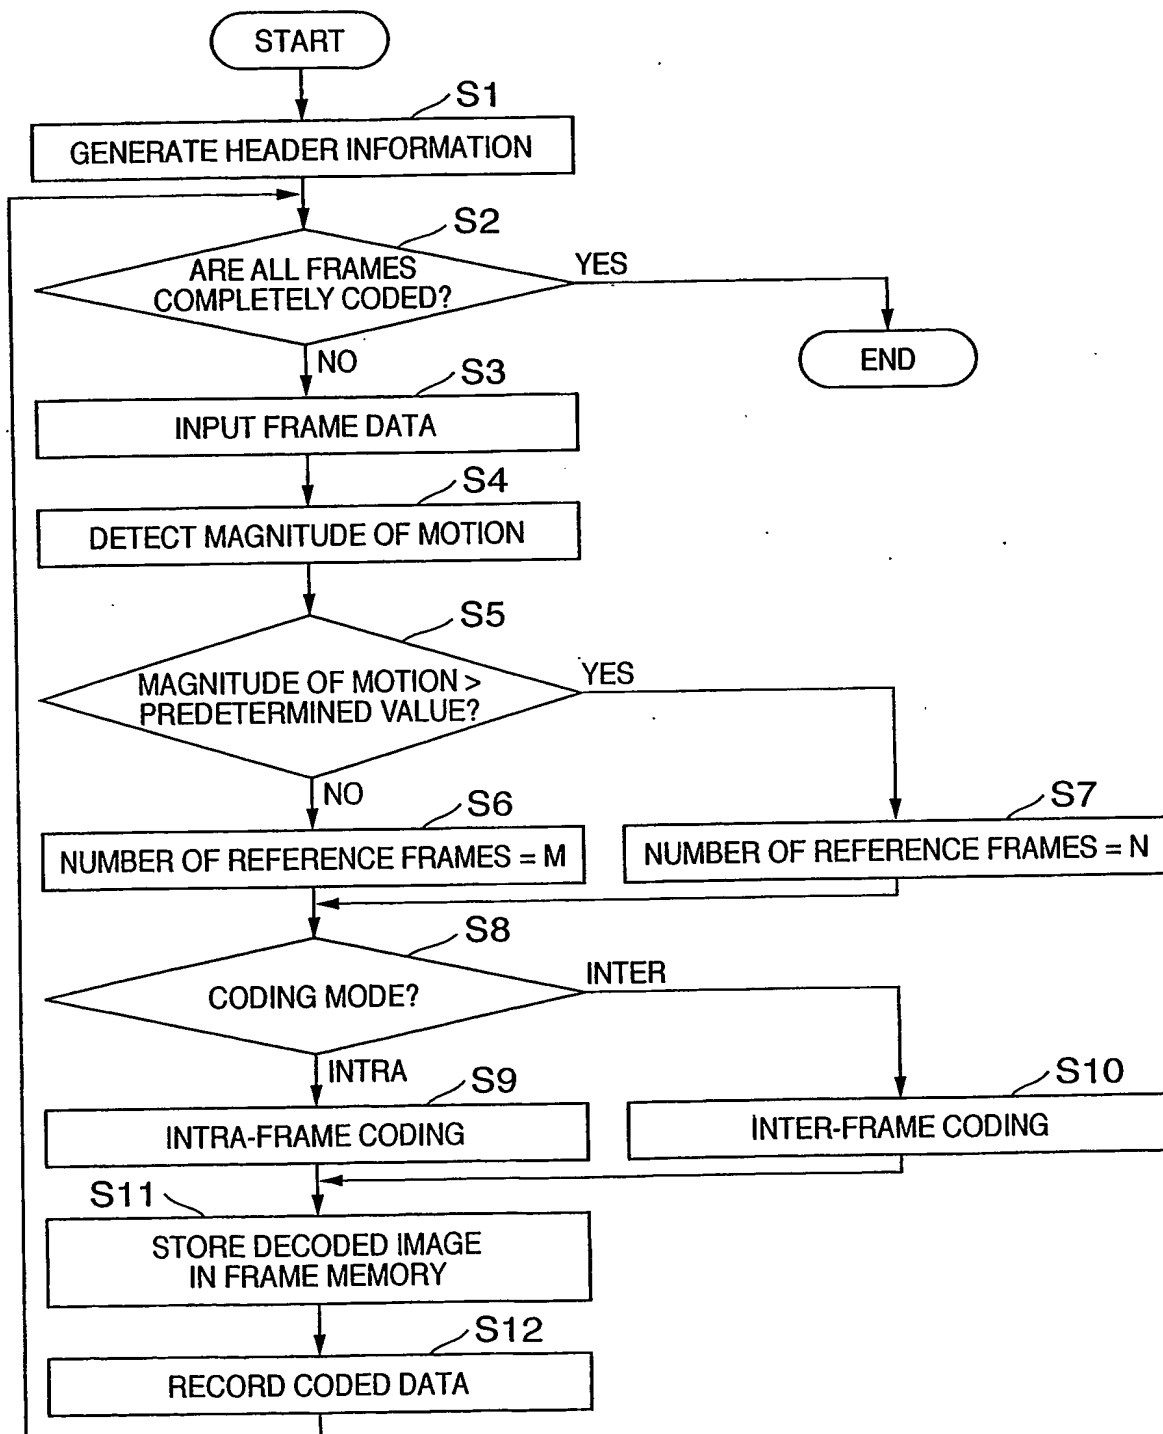 START
S1
GENERATE HEADER INFORMATION
S2
ARE ALL FRAMES
COMPLETELY CODED?
YES
END
NO
S3
INPUT FRAME DATA
S4
DETECT MAGNITUDE OF MOTION
S5
MAGNITUDE OF MOTION >
PREDETERMINED VALUE?
YES
NO
S6
NUMBER OF REFERENCE FRAMES = M
S7
NUMBER OF REFERENCE FRAMES = N
S8
CODING MODE?
INTER
INTRA
S9
INTRA-FRAME CODING
S10
INTER-FRAME CODING
S11
STORE DECODED IMAGE
IN FRAME MEMORY
S12
RECORD CODED DATA